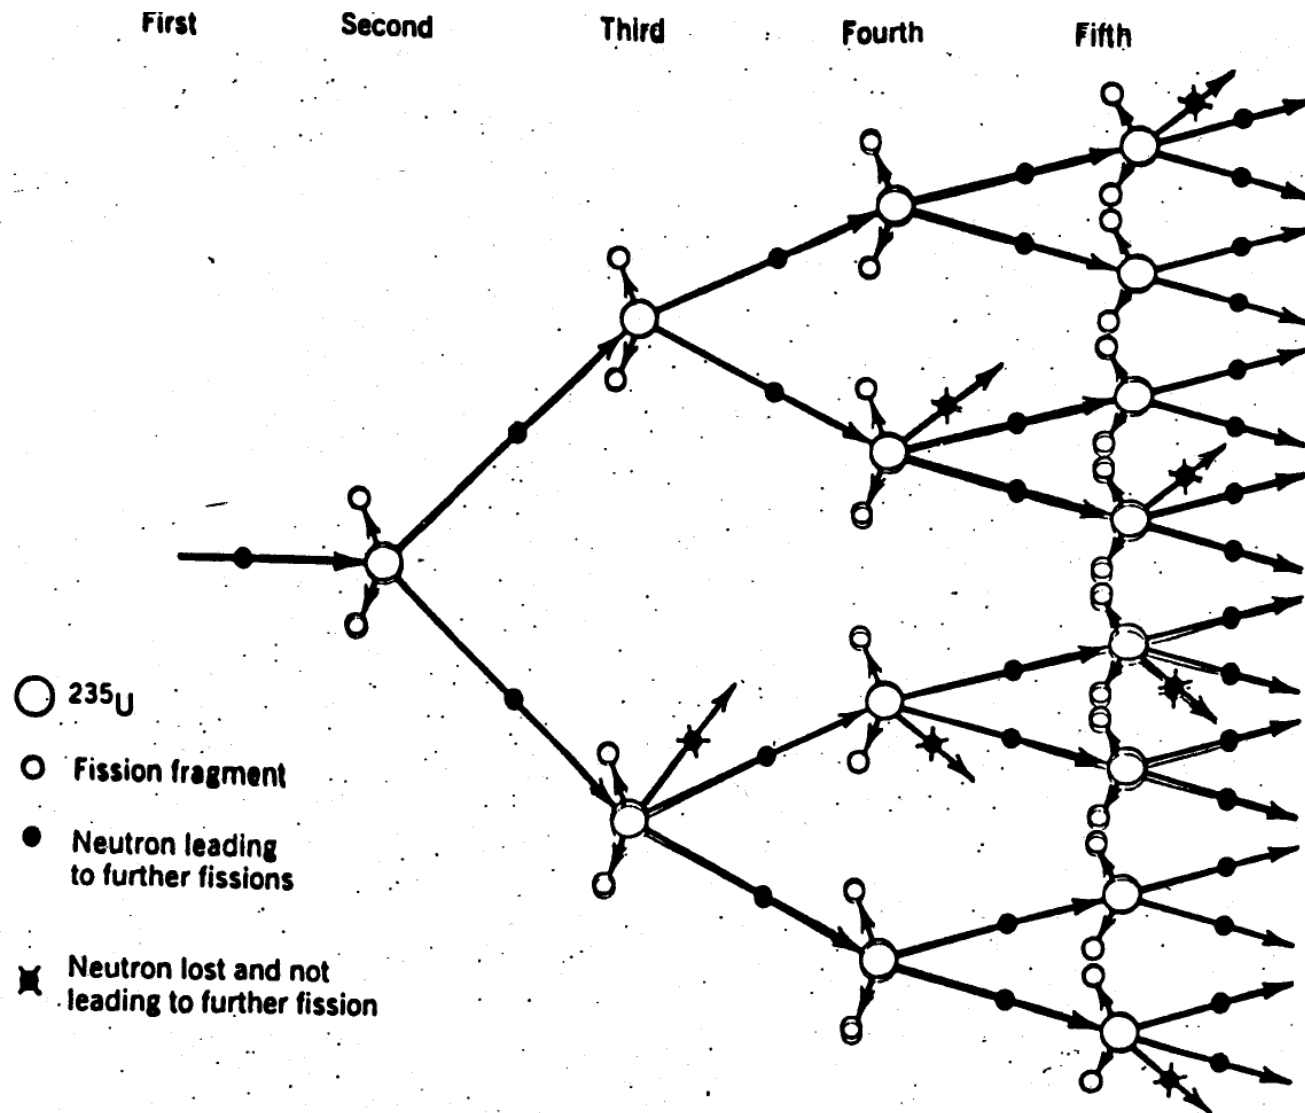 First Second Third Fourth Fifth
235U
Fission fragment
Neutron leading
to further fissions
Neutron lost and not
leading to further fission